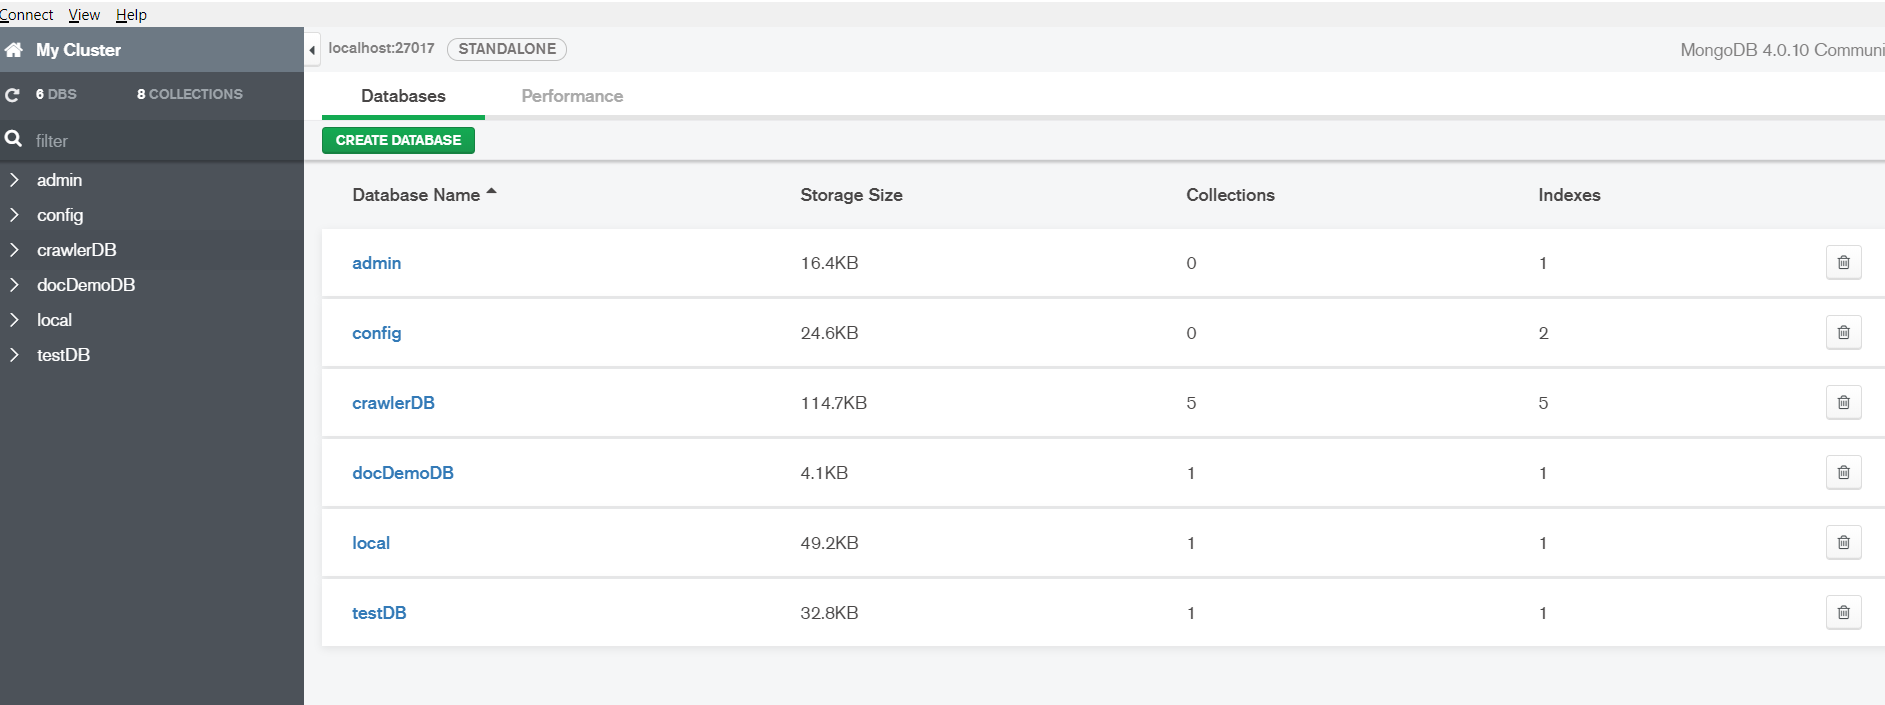 Connect View Help
My Cluster
localhost:27017 STANDALONE
MongoDB 4.0.10 Communi
6 DBS 8 COLLECTIONS
filter
admin
config
crawlerDB
docDemoDB
local
testDB
Databases Performance
CREATE DATABASE
Database Name Storage Size Collections Indexes
admin 16.4KB 0 1
config 24.6KB 0 2
crawlerDB 114.7KB 5 5
docDemoDB 4.1KB 1 1
local 49.2KB 1 1
testDB 32.8KB 1 1